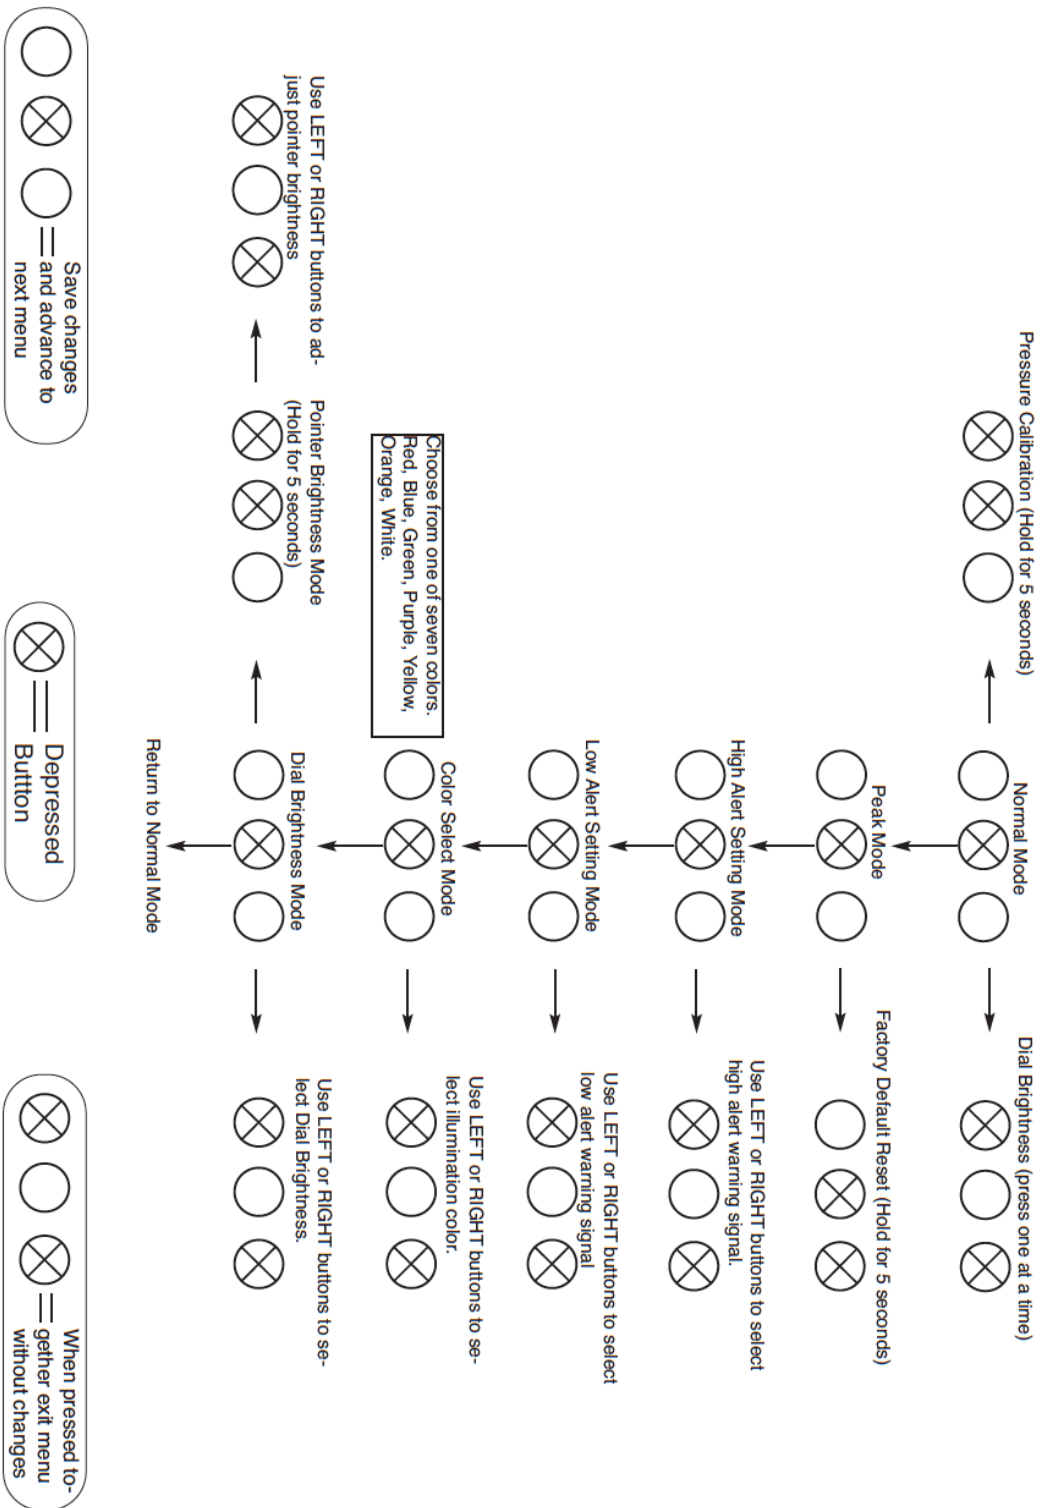 Pressure Calibration (Hold for 5 seconds)
Normal Mode
Dial Brightness (press one at a time)
Peak Mode
Factory Default Reset (Hold for 5 seconds)
High Alert Setting Mode
Use LEFT or RIGHT buttons to select
high alert warning signal.
Low Alert Setting Mode
Use LEFT or RIGHT buttons to select
low alert warning signal
Choose from one of seven colors.
Red, Blue, Green, Purple, Yellow,
Orange, White.
Color Select Mode
Use LEFT or RIGHT buttons to se-
lect illumination color.
Use LEFT or RIGHT buttons to ad-
just pointer brightness
Pointer Brightness Mode
(Hold for 5 seconds)
Dial Brightness Mode
Use LEFT or RIGHT buttons to se-
lect Dial Brightness.
Return to Normal Mode
Save changes
and advance to
next menu
Depressed
Buttton
When pressed to-
gether exit menu
without changes